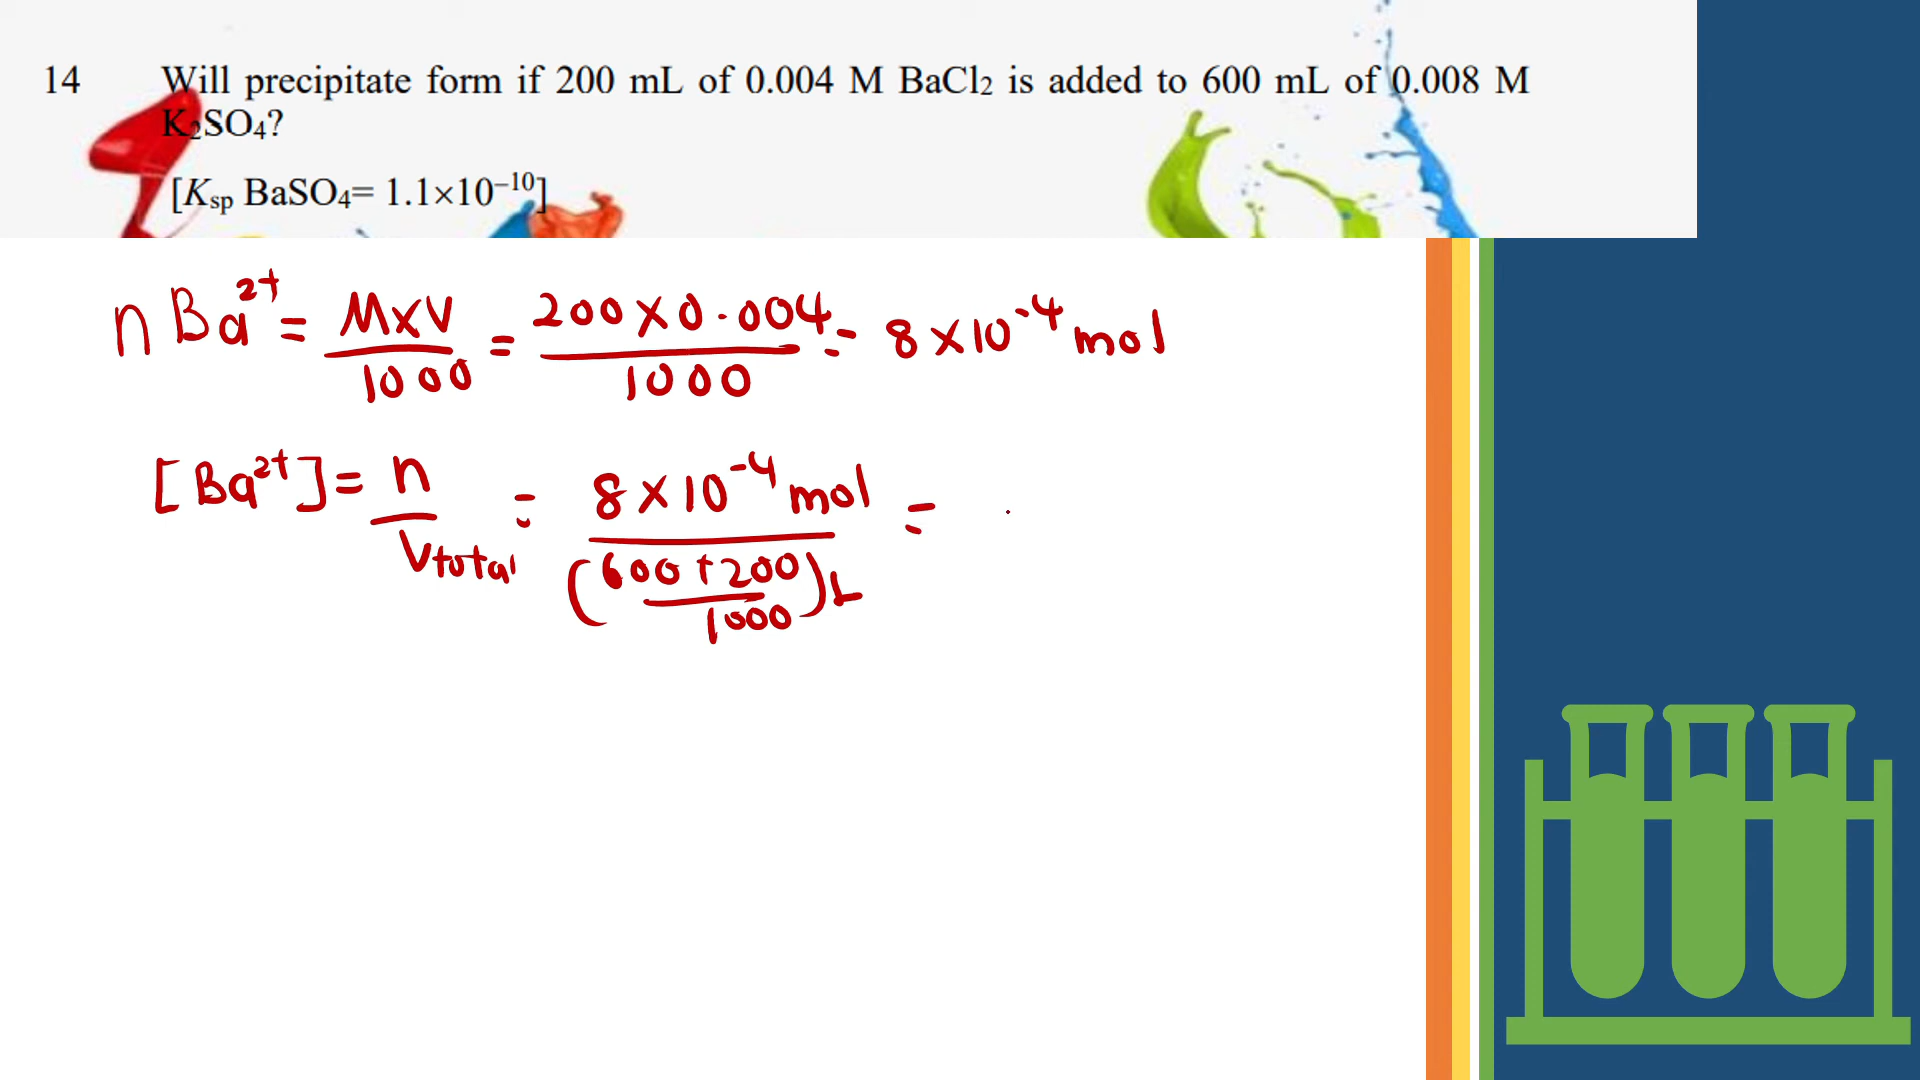 14 Will precipitate form if 200 mL of 0.004 M BaCl₂ is added to 600 mL of 0.008 M
K₂SO₄?
[Ksp BaSO₄= 1.1×10⁻¹⁰]
n Ba²⁺ = M×V/1000 = 200 × 0.004/1000 = 8 × 10⁻⁴ mol
[Ba²⁺] = n/Vtotal = 8 × 10⁻⁴ mol/(600 + 200/1000) L =